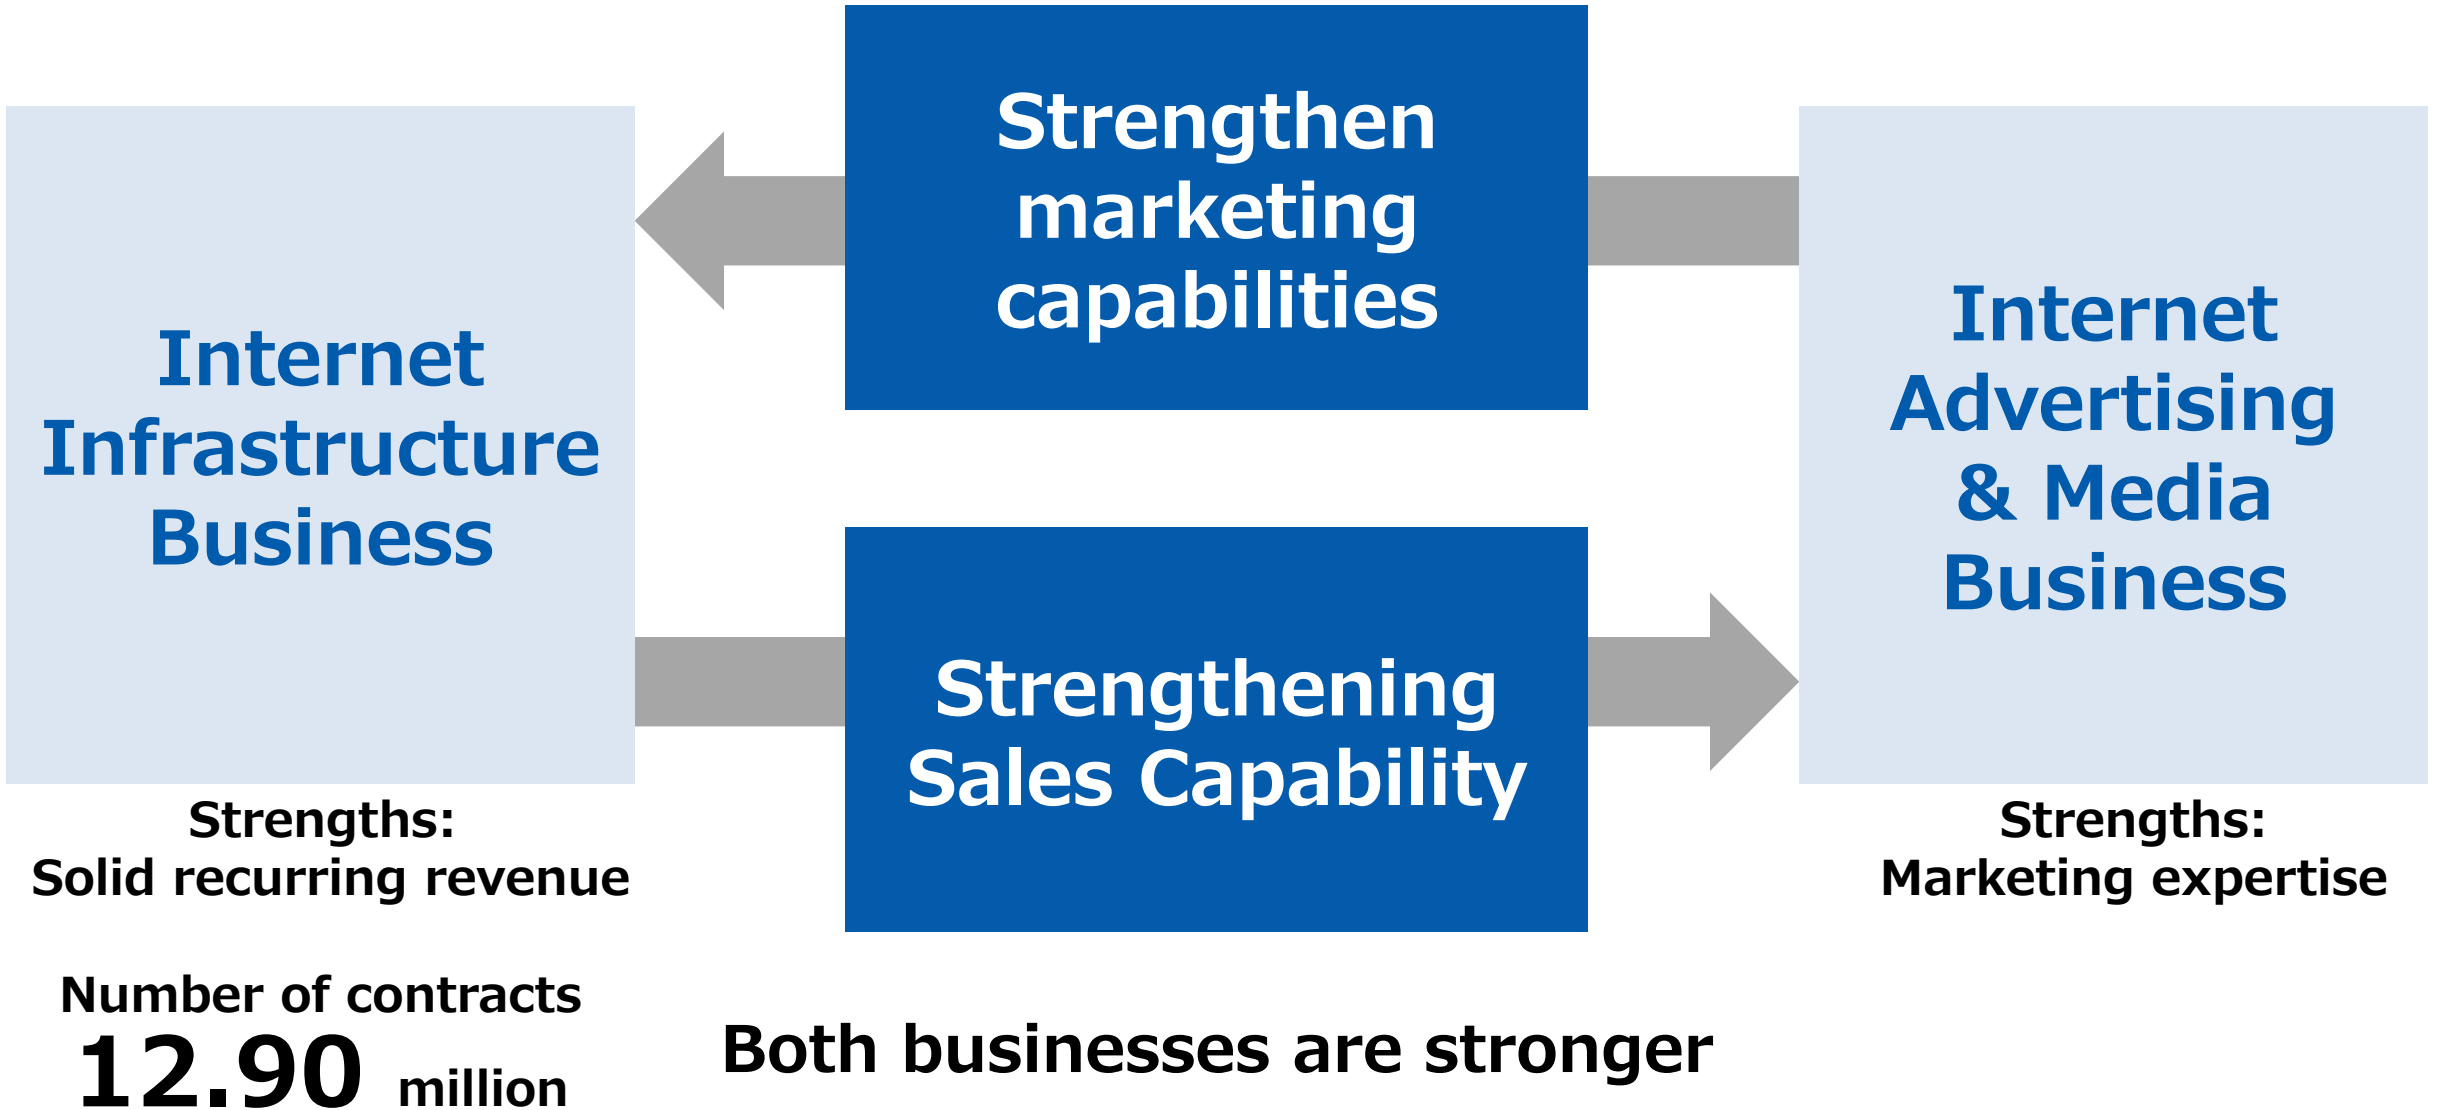 Strengthen
marketing
capabilities
Internet
Infrastructure
Business
Internet
Advertising
& Media
Business
Strengthening
Sales Capability
Strengths:
Solid recurring revenue
Strengths:
Marketing expertise
Number of contracts
12.90 million
Both businesses are stronger